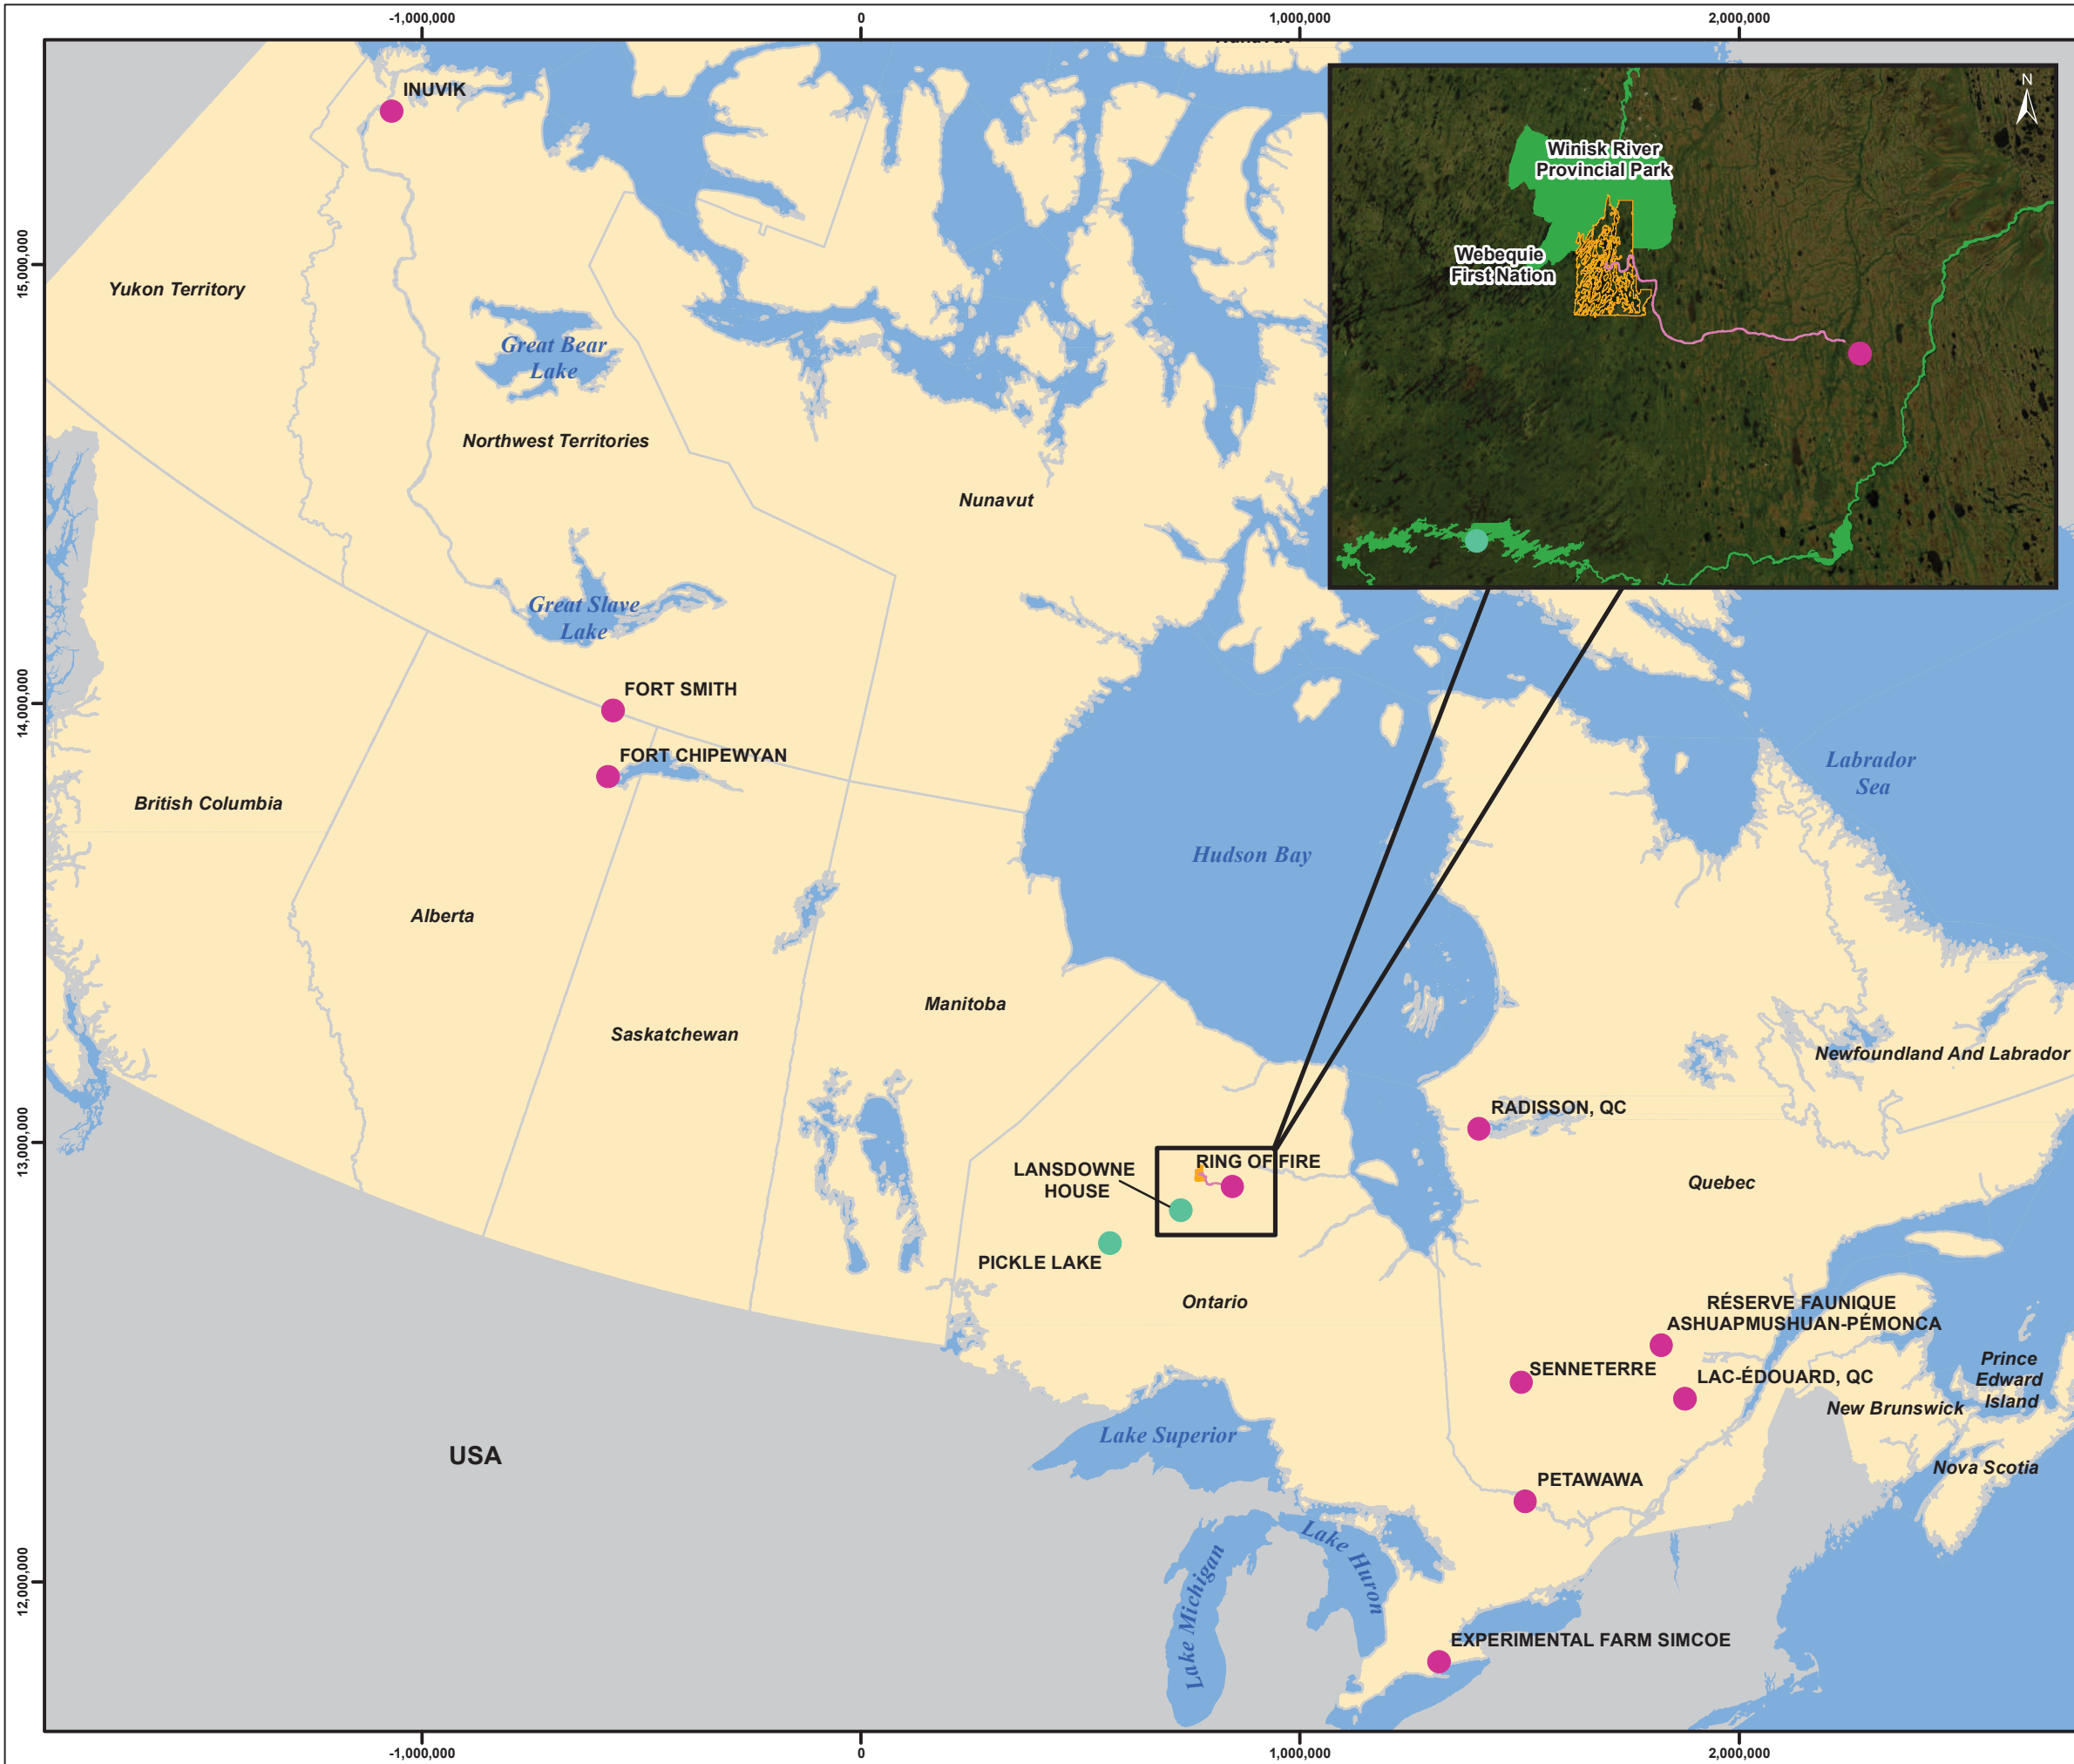 -1,000,000
0
1,000,000
2,000,000
Nunavut
INUVIK
N
Winisk River
Provincial Park
Webequie
First Nation
15,000,000
Yukon Territory
Great Bear
Lake
Northwest Territories
Nunavut
Great Slave
Lake
14,000,000
FORT SMITH
FORT CHIPEWYAN
British Columbia
Labrador
Sea
Hudson Bay
Alberta
Manitoba
Saskatchewan
Newfoundland And Labrador
13,000,000
RADISSON, QC
RING OF FIRE
LANSDOWNE
HOUSE
Quebec
PICKLE LAKE
Ontario
RÉSERVE FAUNIQUE
ASHUAPMUSHUAN-PÉMONCA
SENNETERRE
LAC-ÉDOUARD, QC
Prince
Edward
Island
New Brunswick
Lake Superior
USA
Nova Scotia
PETAWAWA
Lake Huron
Lake Michigan
12,000,000
EXPERIMENTAL FARM SIMCOE
-1,000,000
0
1,000,000
2,000,000